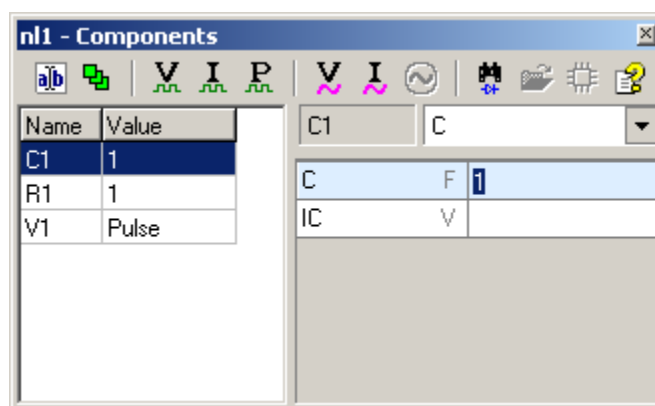 nl1 - Components
a b V I P V I
Name Value C1 C
C1 1 C F 1
R1 1 IC V
V1 Pulse